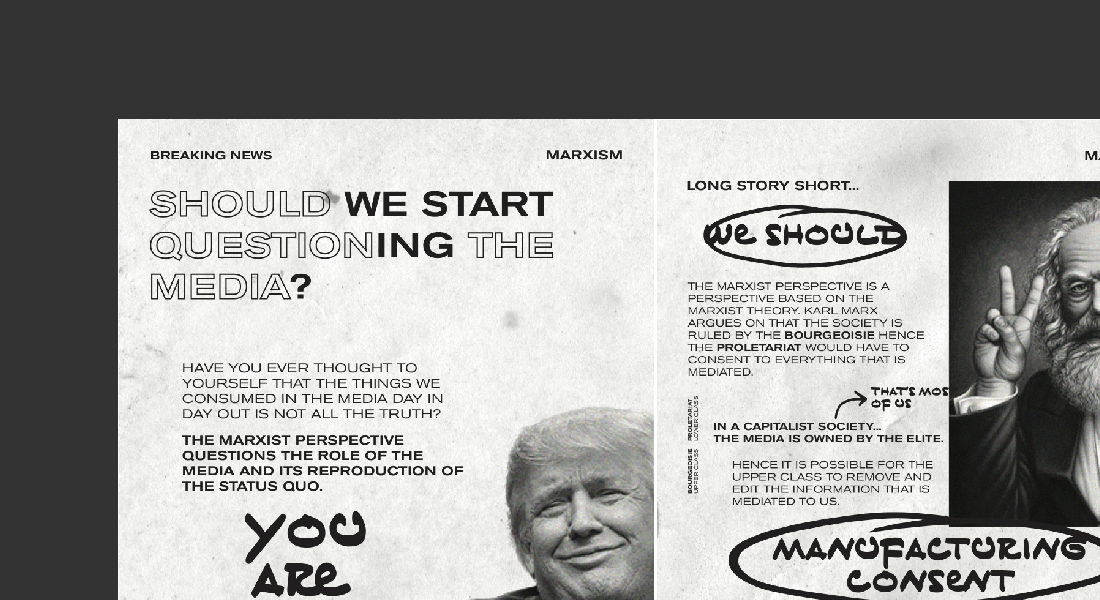 BREAKING NEWS
MARXISM
SHOULD WE START
QUESTIONING THE
MEDIA?
HAVE YOU EVER THOUGHT TO
YOURSELF THAT THE THINGS WE
CONSUMED IN THE MEDIA DAY IN
DAY OUT IS NOT ALL THE TRUTH?
THE MARXIST PERSPECTIVE
QUESTIONS THE ROLE OF THE
MEDIA AND ITS REPRODUCTION OF
THE STATUS QUO.
YOU
ARE
LONG STORY SHORT...
WE SHOULD
THE MARXIST PERSPECTIVE IS A
PERSPECTIVE BASED ON THE
MARXIST THEORY. KARL MARX
ARGUES ON THAT THE SOCIETY IS
RULED BY THE BOURGEOISIE HENCE
THE PROLETARIAT WOULD HAVE TO
CONSENT TO EVERYTHING THAT IS
MEDIATED.
THAT'S MOS
OF US
PROLETARIAT
LOWER CLASS
BOURGEOISIE
UPPER CLASS
IN A CAPITALIST SOCIETY...
THE MEDIA IS OWNED BY THE ELITE.
HENCE IT IS POSSIBLE FOR THE
UPPER CLASS TO REMOVE AND
EDIT THE INFORMATION THAT IS
MEDIATED TO US.
MANUFACTURING
CONSENT